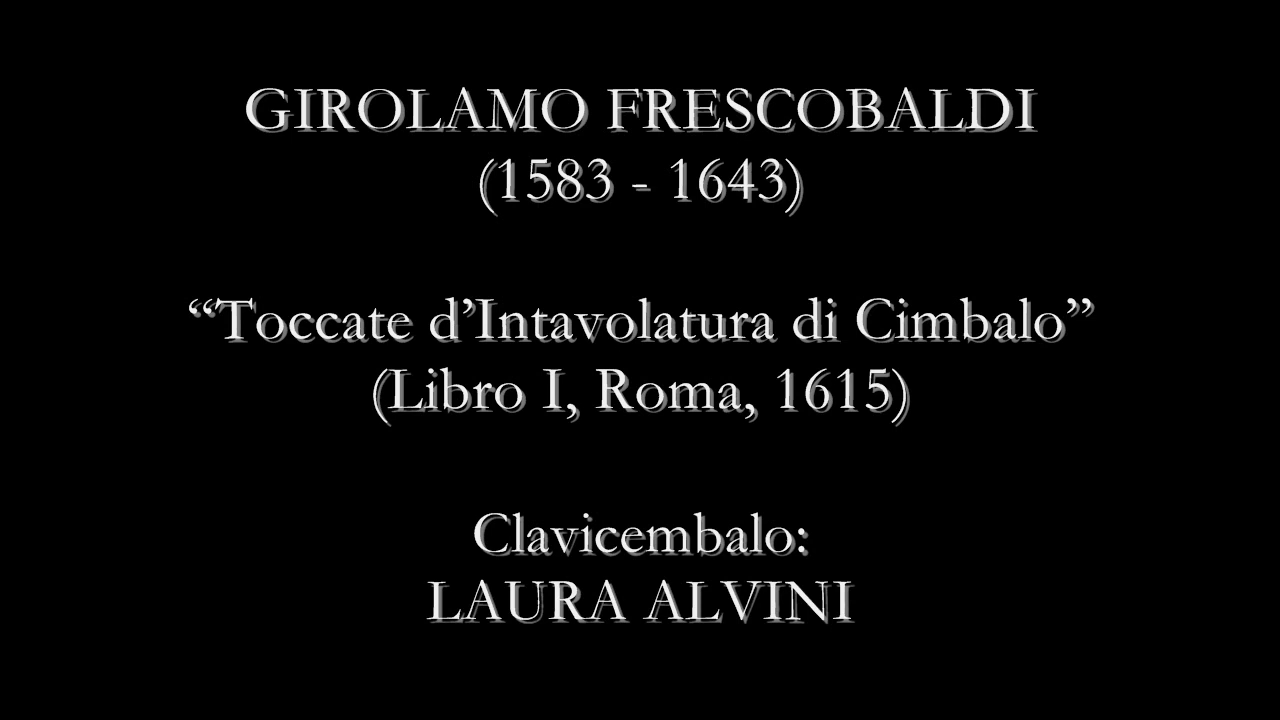 GIROLAMO FRESCOBALDI
(1583 - 1643)
“Toccate d’Intavolatura di Cimbalo”
(Libro I, Roma, 1615)
Clavicembalo:
LAURA ALVINI